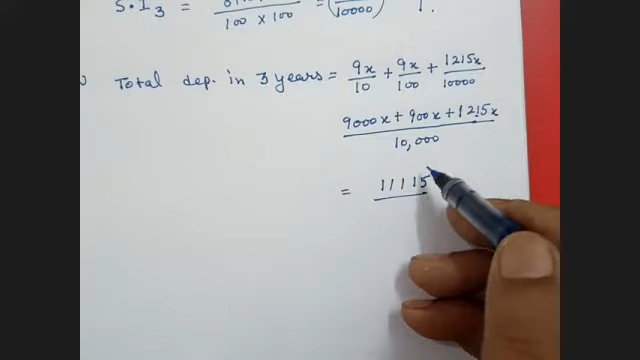 S.I₃ = / 100 x 100 = / 10000
Total dep. in 3 years = 9x/10 + 9x/100 + 1215x/10000
9000x + 900x + 1215x / 10,000
= 11115